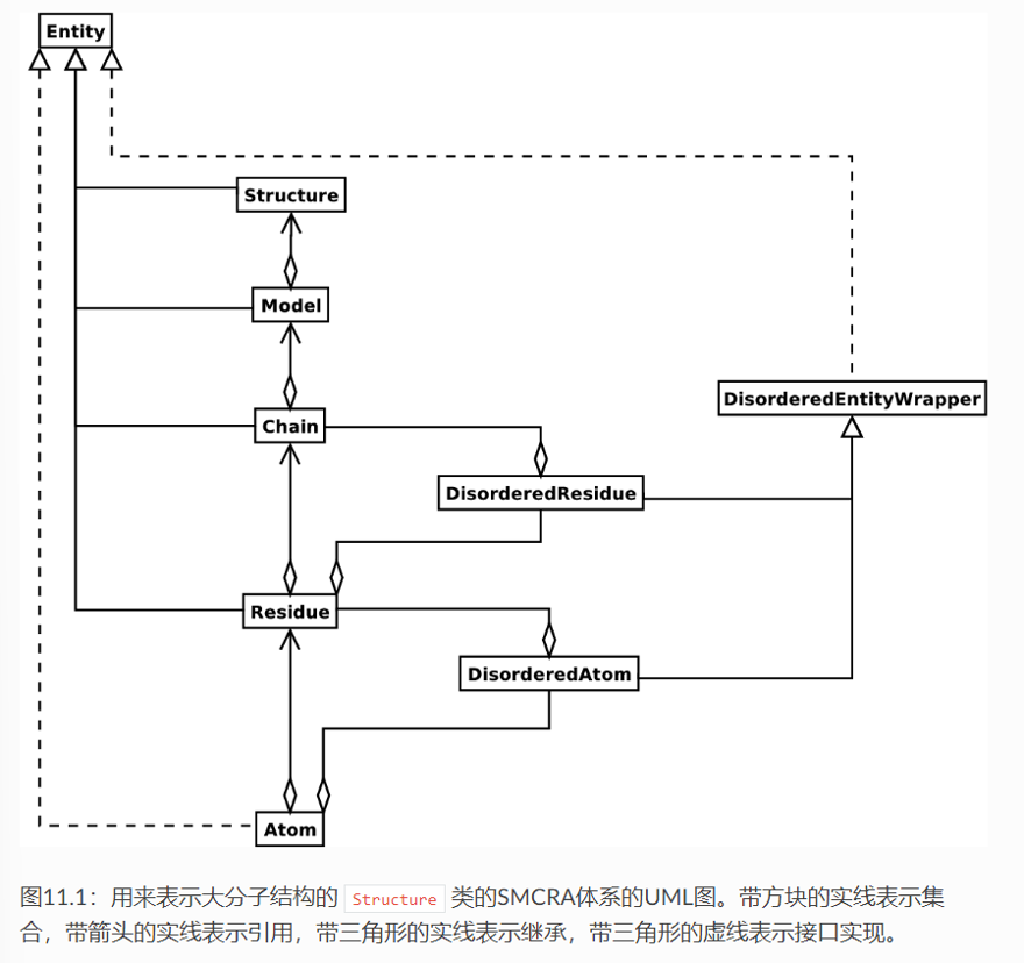 Entity
Structure
Model
DisorderedEntityWrapper
Chain
DisorderedResidue
Residue
DisorderedAtom
Atom
图11.1：用来表示大分子结构的 Structure 类的SMCRA体系的UML图。带方块的实线表示集
合，带箭头的实线表示引用，带三角形的实线表示继承，带三角形的虚线表示接口实现。